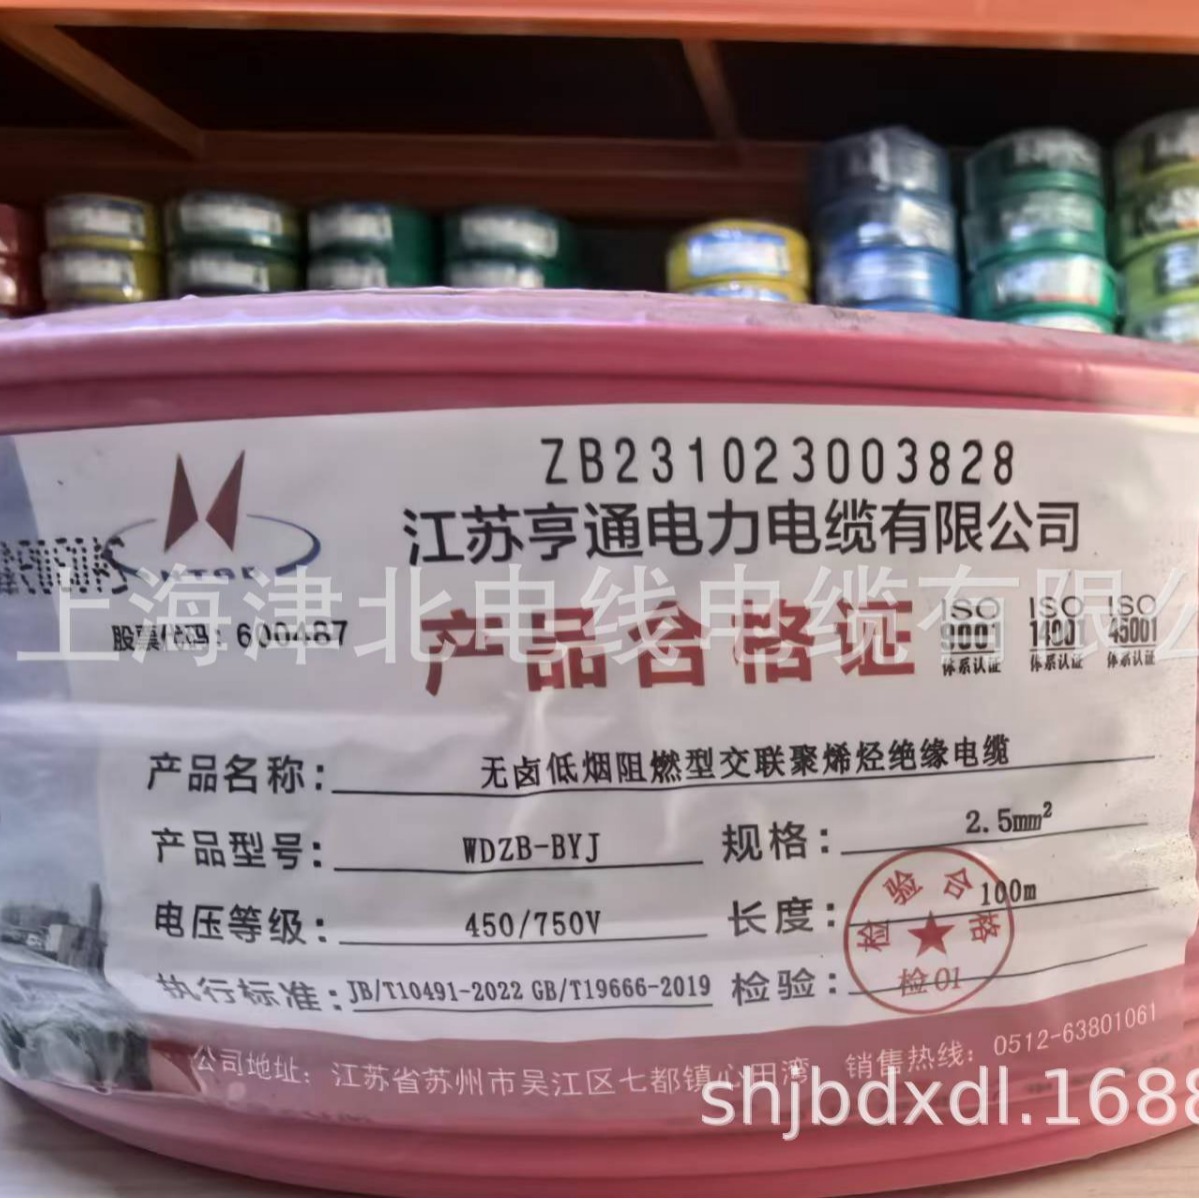 ZB231023003828
江苏亨通电力电缆有限公司
上海津北电线电缆有限公
股票代码：600487
产品合格证
ISO 9001 体系认证
ISO 14001 体系认证
ISO 45001 体系认证
产品名称：无卤低烟阻燃型交联聚烯烃绝缘电缆
产品型号：WDZB-BYJ 规格：2.5mm²
电压等级：450/750V 长度：100m
执行标准：JB/T10491-2022 GB/T19666-2019 检验：
检验合格
检01
公司地址：江苏省苏州市吴江区七都镇心田湾 销售热线：0512-63801061
shjbdxdl.1688